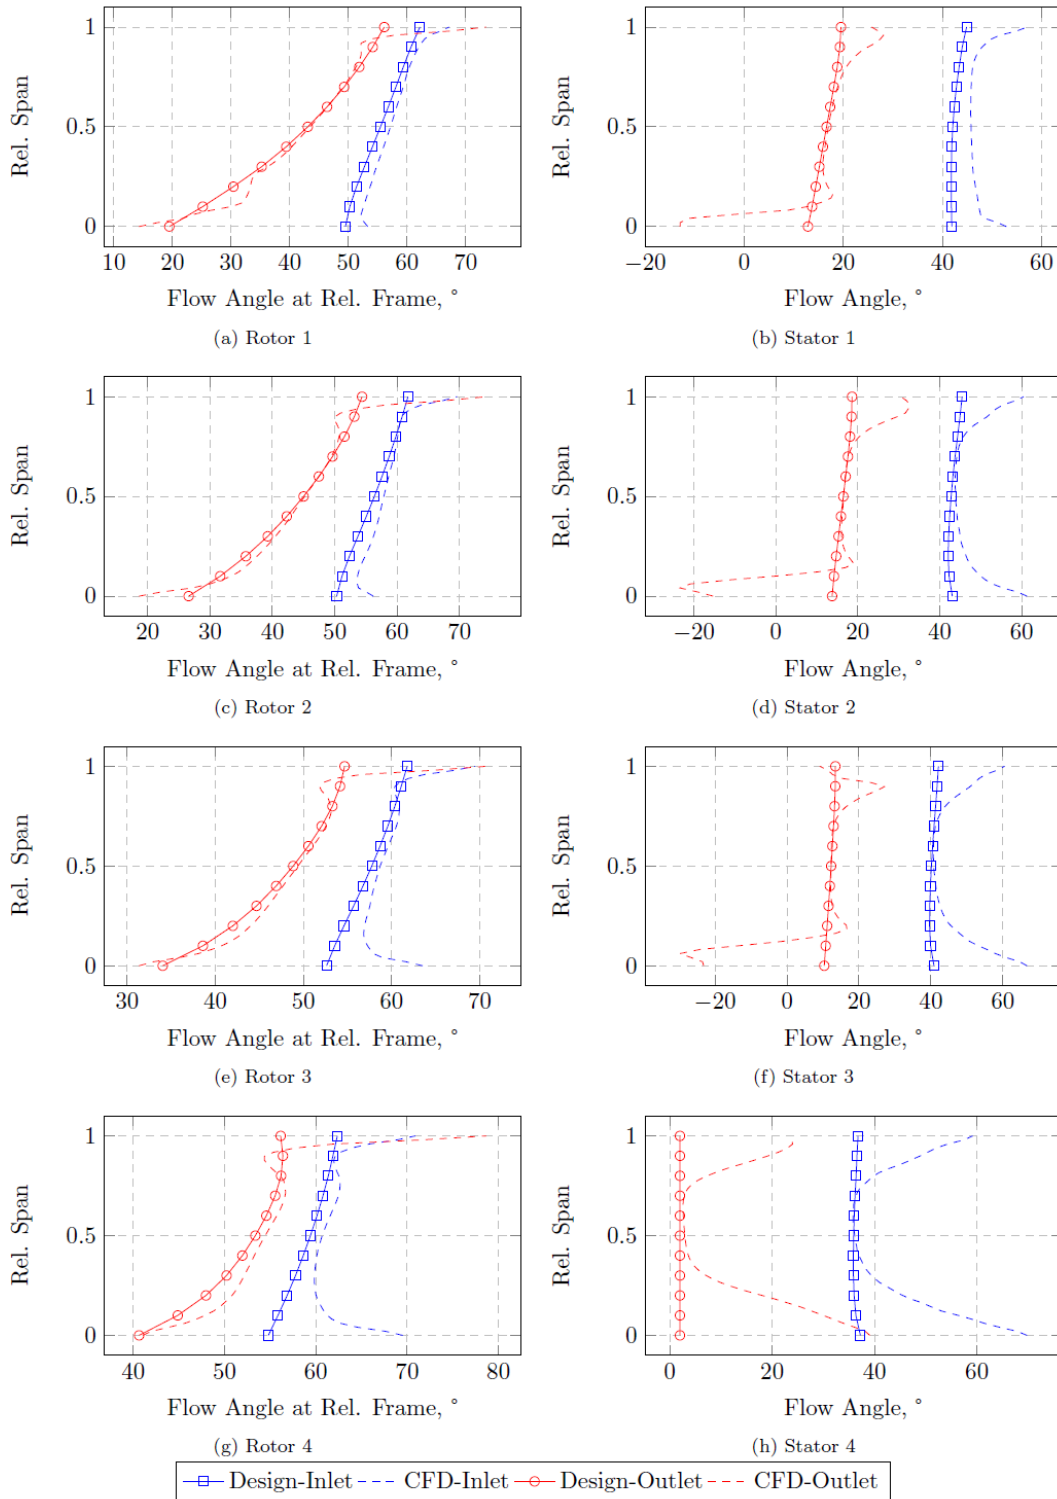 1
0.5
0
Rel. Span
10 20 30 40 50 60 70
Flow Angle at Rel. Frame, °
(a) Rotor 1
1
0.5
0
Rel. Span
−20 0 20 40 60
Flow Angle, °
(b) Stator 1
1
0.5
0
Rel. Span
20 30 40 50 60 70
Flow Angle at Rel. Frame, °
(c) Rotor 2
1
0.5
0
Rel. Span
−20 0 20 40 60
Flow Angle, °
(d) Stator 2
1
0.5
0
Rel. Span
30 40 50 60 70
Flow Angle at Rel. Frame, °
(e) Rotor 3
1
0.5
0
Rel. Span
−20 0 20 40 60
Flow Angle, °
(f) Stator 3
1
0.5
0
Rel. Span
40 50 60 70 80
Flow Angle at Rel. Frame, °
(g) Rotor 4
1
0.5
0
Rel. Span
0 20 40 60
Flow Angle, °
(h) Stator 4
Design-Inlet CFD-Inlet Design-Outlet CFD-Outlet